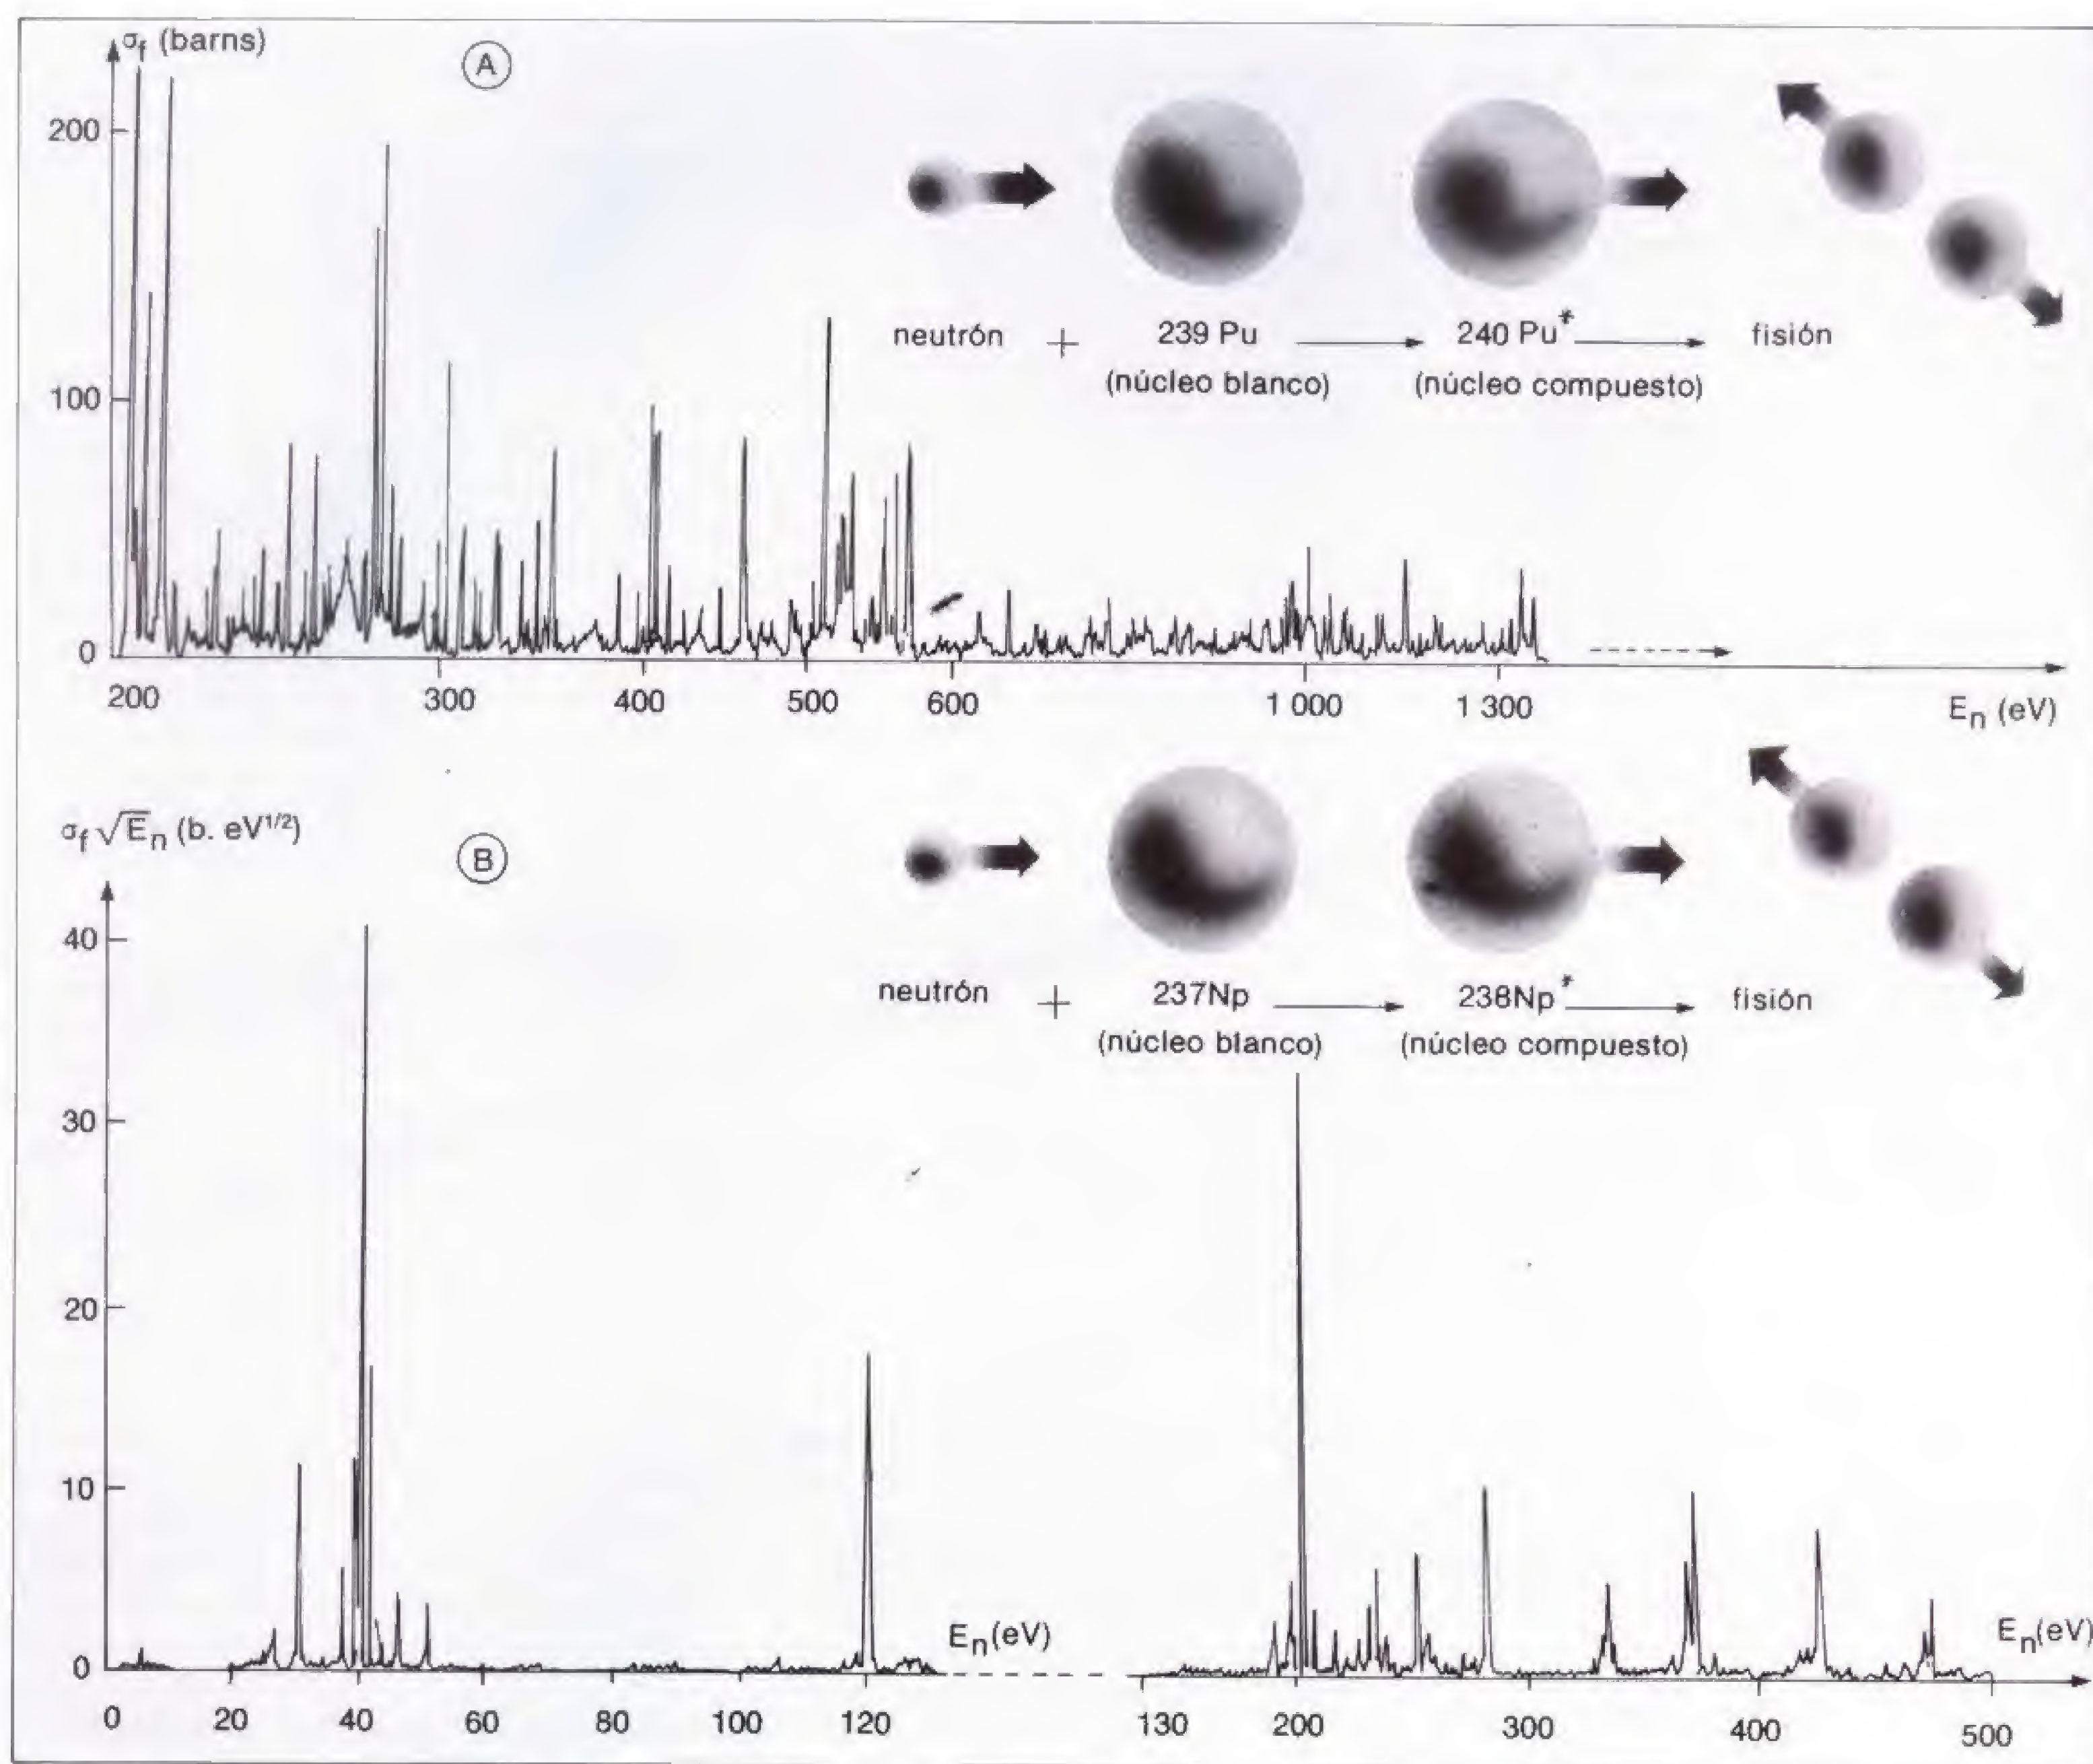 σf (barns)
A
200
100
0
neutrón + 239 Pu → 240 Pu* → fisión
(núcleo blanco) (núcleo compuesto)
200 300 400 500 600 1 000 1 300
En (eV)
σf √En (b. eV1/2)
B
40
30
20
10
0
neutrón + 237Np → 238Np* → fisión
(núcleo blanco) (núcleo compuesto)
En(eV)
En(eV)
0 20 40 60 80 100 120 130 200 300 400 500